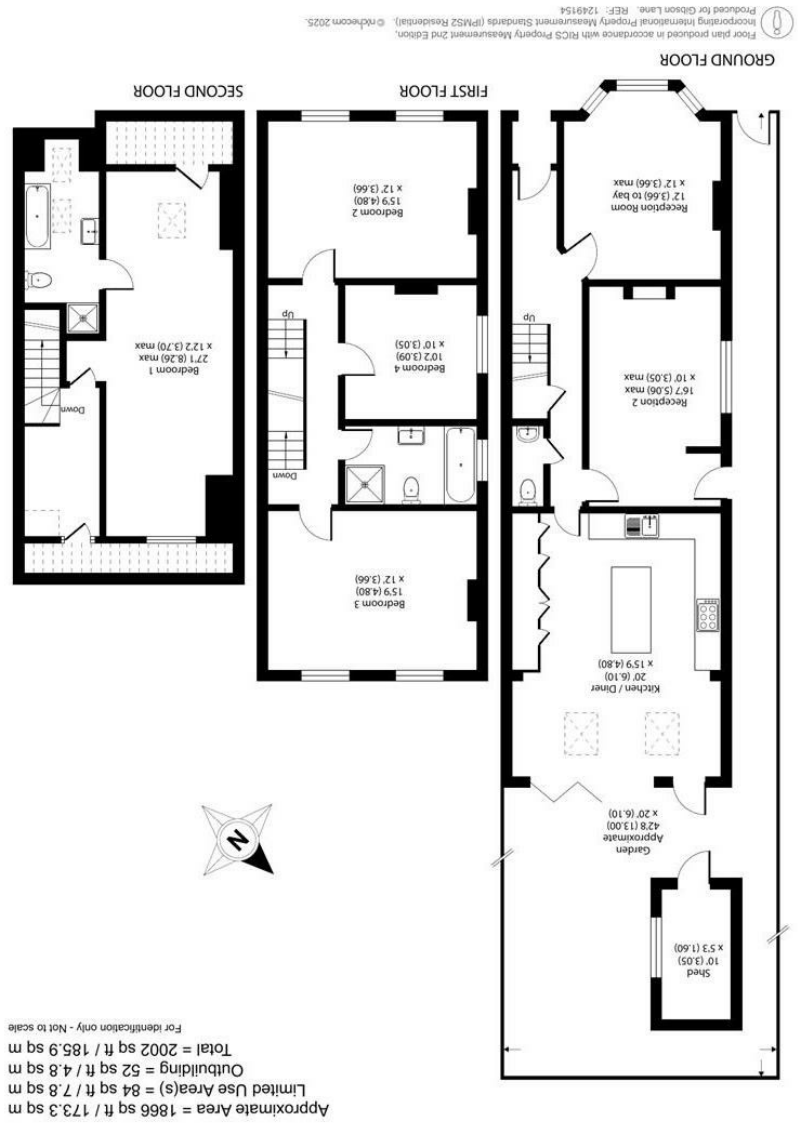 Approximate Area = 1866 sq ft / 173.3 sq m
Limited Use Area(s) = 84 sq ft / 7.8 sq m
Outbuilding = 52 sq ft / 4.8 sq m
Total = 2002 sq ft / 185.9 sq m
For identification only - Not to scale
Shed
10' (3.05)
x 5'3 (1.60)
Garden
Approximate
42'8 (13.00)
x 20' (6.10)
N
Kitchen / Diner
20' (6.10)
x 15'9 (4.80)
Reception 2
16'7 (5.06) max
x 10' (3.05) max
Up
Reception Room
12' (3.66) to bay
x 12' (3.66) max
GROUND FLOOR
Bedroom 3
15'9 (4.80)
x 12' (3.66)
Down
Bedroom 4
10'2 (3.09)
x 10' (3.05)
Up
Bedroom 2
15'9 (4.80)
x 12' (3.66)
FIRST FLOOR
Down
Bedroom 1
27'1 (8.26) max
x 12'2 (3.70) max
SECOND FLOOR
Floor plan produced in accordance with RICS Property Measurement 2nd Edition,
Incorporating International Property Measurement Standards (IPMS2 Residential). © nichecom 2025.
Produced for Gibson Lane. REF: 1249154